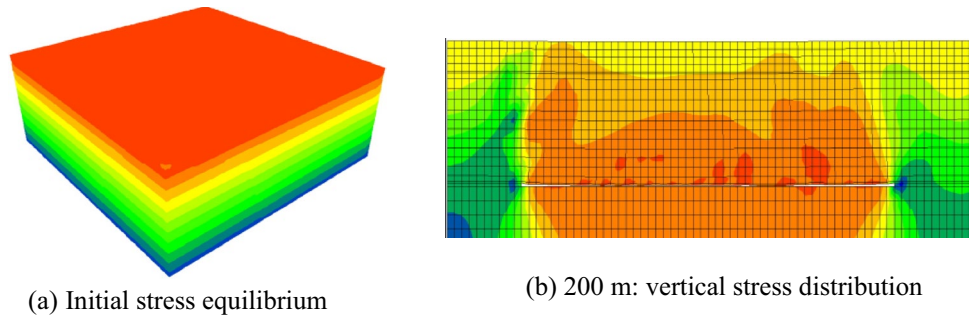 (a) Initial stress equilibrium
(b) 200 m: vertical stress distribution